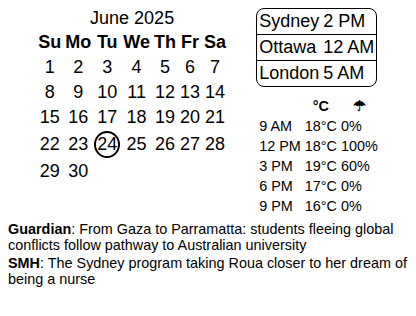 June 2025
Su Mo Tu We Th Fr Sa
1 2 3 4 5 6 7
8 9 10 11 12 13 14
15 16 17 18 19 20 21
22 23 24 25 26 27 28
29 30
Sydney 2 PM
Ottawa 12 AM
London 5 AM
°C ☂
9 AM 18°C 0%
12 PM 18°C 100%
3 PM 19°C 60%
6 PM 17°C 0%
9 PM 16°C 0%
Guardian: From Gaza to Parramatta: students fleeing global
conflicts follow pathway to Australian university
SMH: The Sydney program taking Roua closer to her dream of
being a nurse